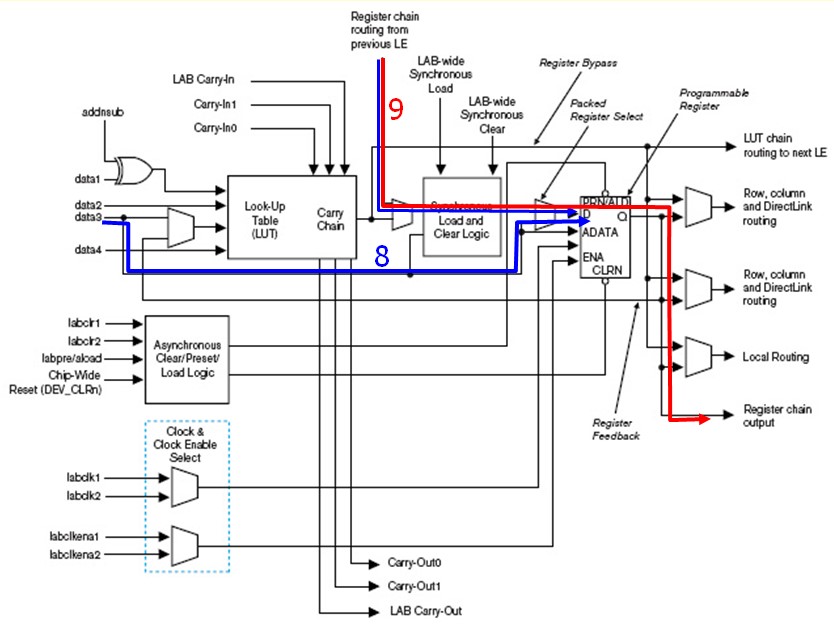 Register chain
routing from
previous LE
LAB-wide
Synchronous
Load
Register Bypass
LAB Carry-In
Carry-In1
Carry-In0
9
LAB-wide
Synchronous
Clear
Packed
Register Select
Programmable
Register
addnsub
LUT chain
routing to next LE
data1
data2
data3
data4
Look-Up
Table
(LUT)
Carry
Chain
Synchronous
Load and
Clear Logic
PRN/ALD
D
Q
ADATA
ENA
CLRN
Row, column
and DirectLink
routing
8
Row, column
and DirectLink
routing
labclr1
labclr2
labpre/aload
Chip-Wide
Reset (DEV_CLRn)
Asynchronous
Clear/Preset/
Load Logic
Local Routing
Register
Feedback
Register chain
output
Clock &
Clock Enable
Select
labclk1
labclk2
labclkena1
labclkena2
Carry-Out0
Carry-Out1
LAB Carry-Out